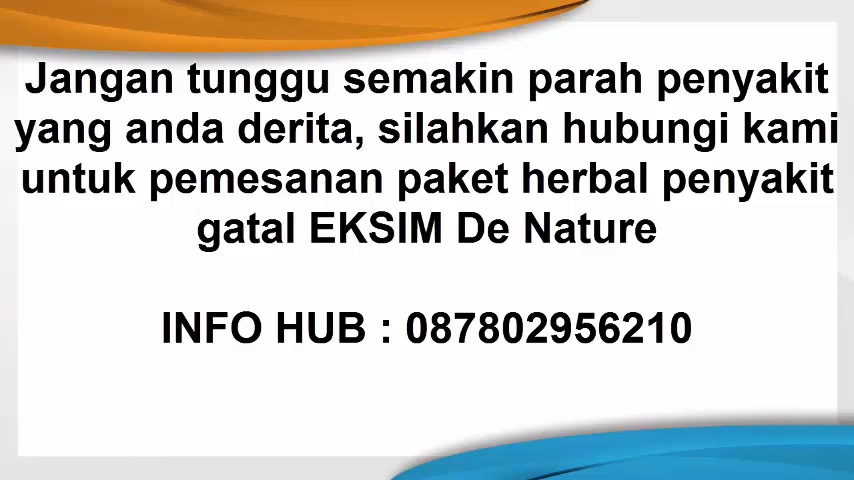 Jangan tunggu semakin parah penyakit
yang anda derita, silahkan hubungi kami
untuk pemesanan paket herbal penyakit
gatal EKSIM De Nature
INFO HUB : 087802956210